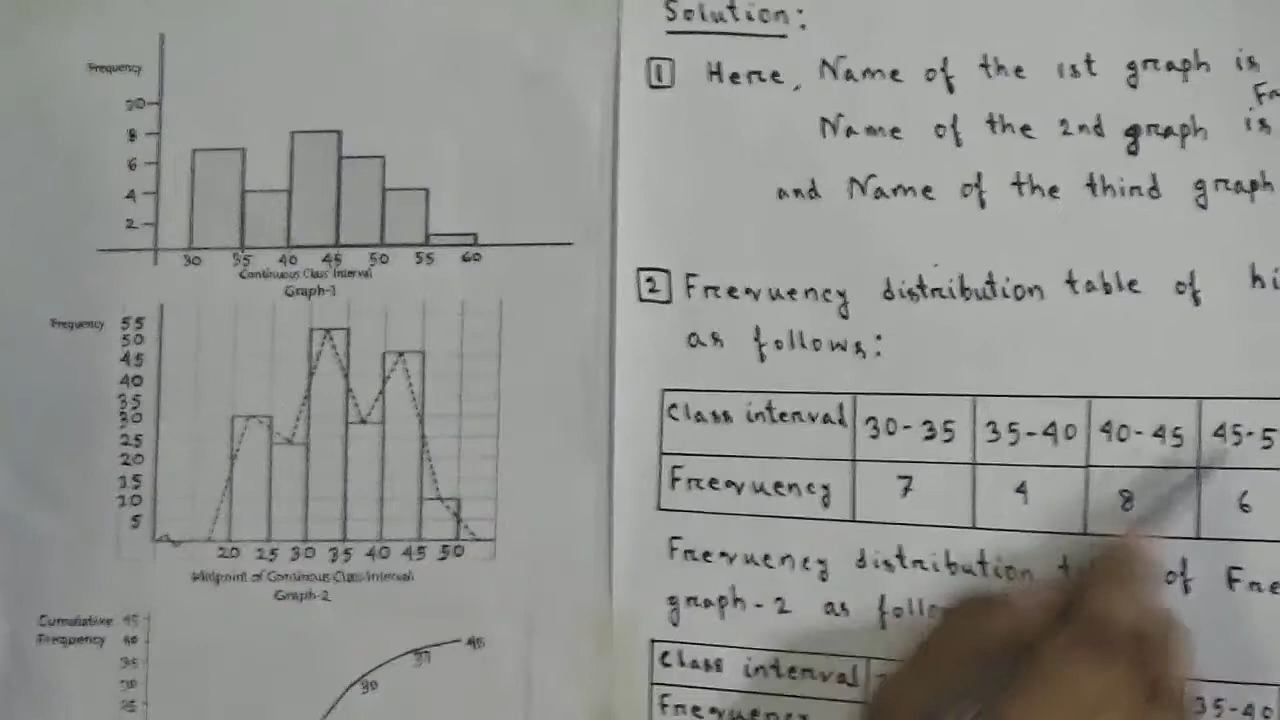 Frequency
10
8
6
4
2
30 35 40 45 50 55 60
Continuous Class Interval
Graph-1
Frequency
55
50
45
40
35
30
25
20
15
10
5
20 25 30 35 40 45 50
Midpoint of Continuous Class Interval
Graph-2
Cumulative
Frequency
45
40
35
30
25
37
30
Solution:
1 Here, Name of the 1st graph is
Name of the 2nd graph is
and Name of the third graph
2 Frequency distribution table of hi
as follows:
Class interval 30-35 35-40 40-45 45-5
Frequency 7 4 8 6
Frequency distribution of Fre
graph-2 as follo
Class interval
Frequency 35-40